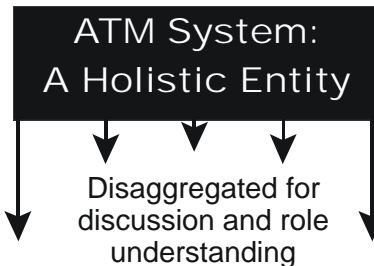 ATM System:
A Holistic Entity
Disaggregated for
discussion and role
understanding